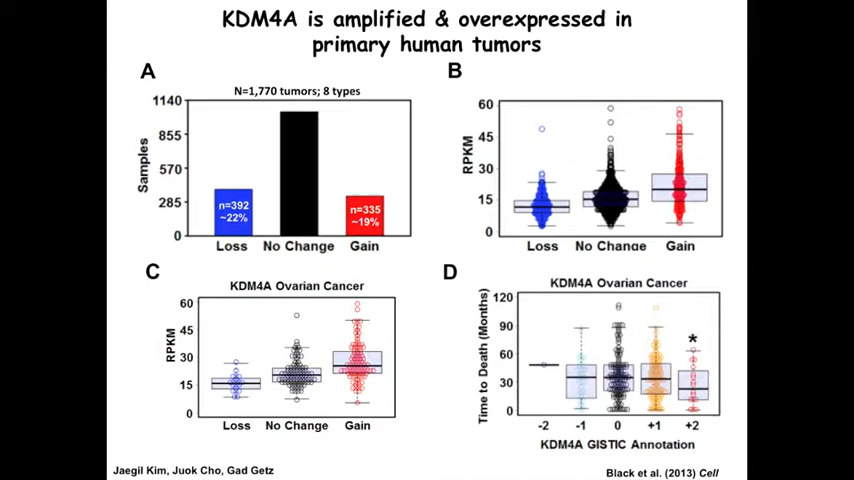 KDM4A is amplified & overexpressed in
primary human tumors
A
N=1,770 tumors; 8 types
1140
855
570
285
0
Samples
n=392
~22%
n=335
~19%
Loss No Change Gain
B
60
45
30
15
0
RPKM
Loss No Change Gain
C
KDM4A Ovarian Cancer
60
45
30
15
0
RPKM
Loss No Change Gain
D
KDM4A Ovarian Cancer
120
90
60
30
0
Time to Death (Months)
*
-2 -1 0 +1 +2
KDM4A GISTIC Annotation
Jaegil Kim, Juok Cho, Gad Getz
Black et al. (2013) Cell